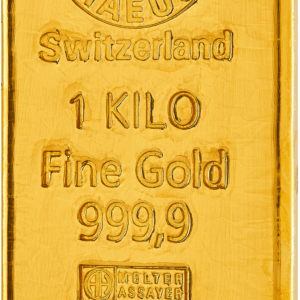 Switzerland
1 KILO
Fine Gold
999,9
MELTER
ASSAYER